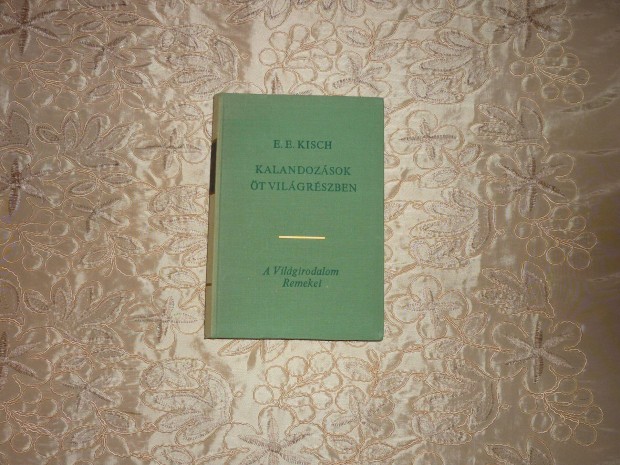 E. E. KISCH
KALANDOZÁSOK
ÖT VILÁGRÉSZBEN
A Világirodalom
Remekei